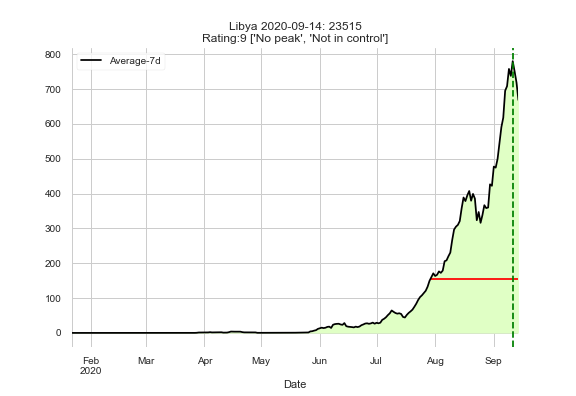 Libya 2020-09-14: 23515
Rating:9 ['No peak', 'Not in control']
Average-7d
800
700
600
500
400
300
200
100
0
Feb Mar Apr May Jun Jul Aug Sep
2020
Date